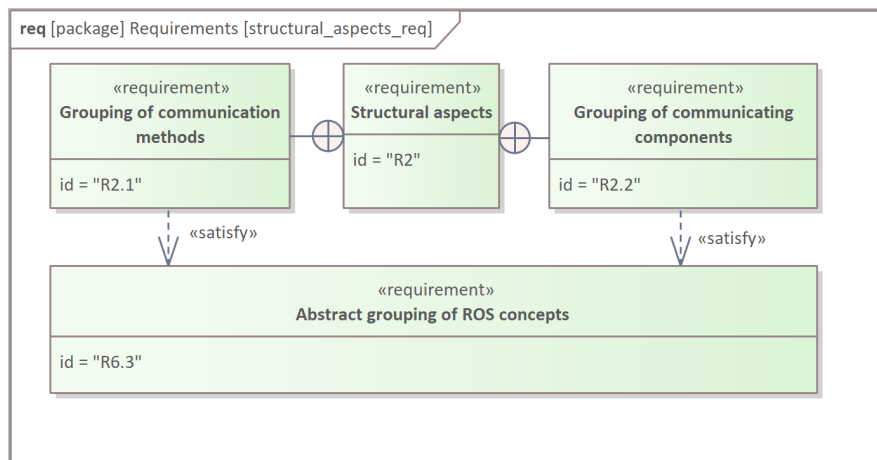 req [package] Requirements [structural_aspects_req]
«requirement»
Grouping of communication
methods
id = "R2.1"
«requirement»
Structural aspects
id = "R2"
«requirement»
Grouping of communicating
components
id = "R2.2"
«satisfy»
«satisfy»
«requirement»
Abstract grouping of ROS concepts
id = "R6.3"